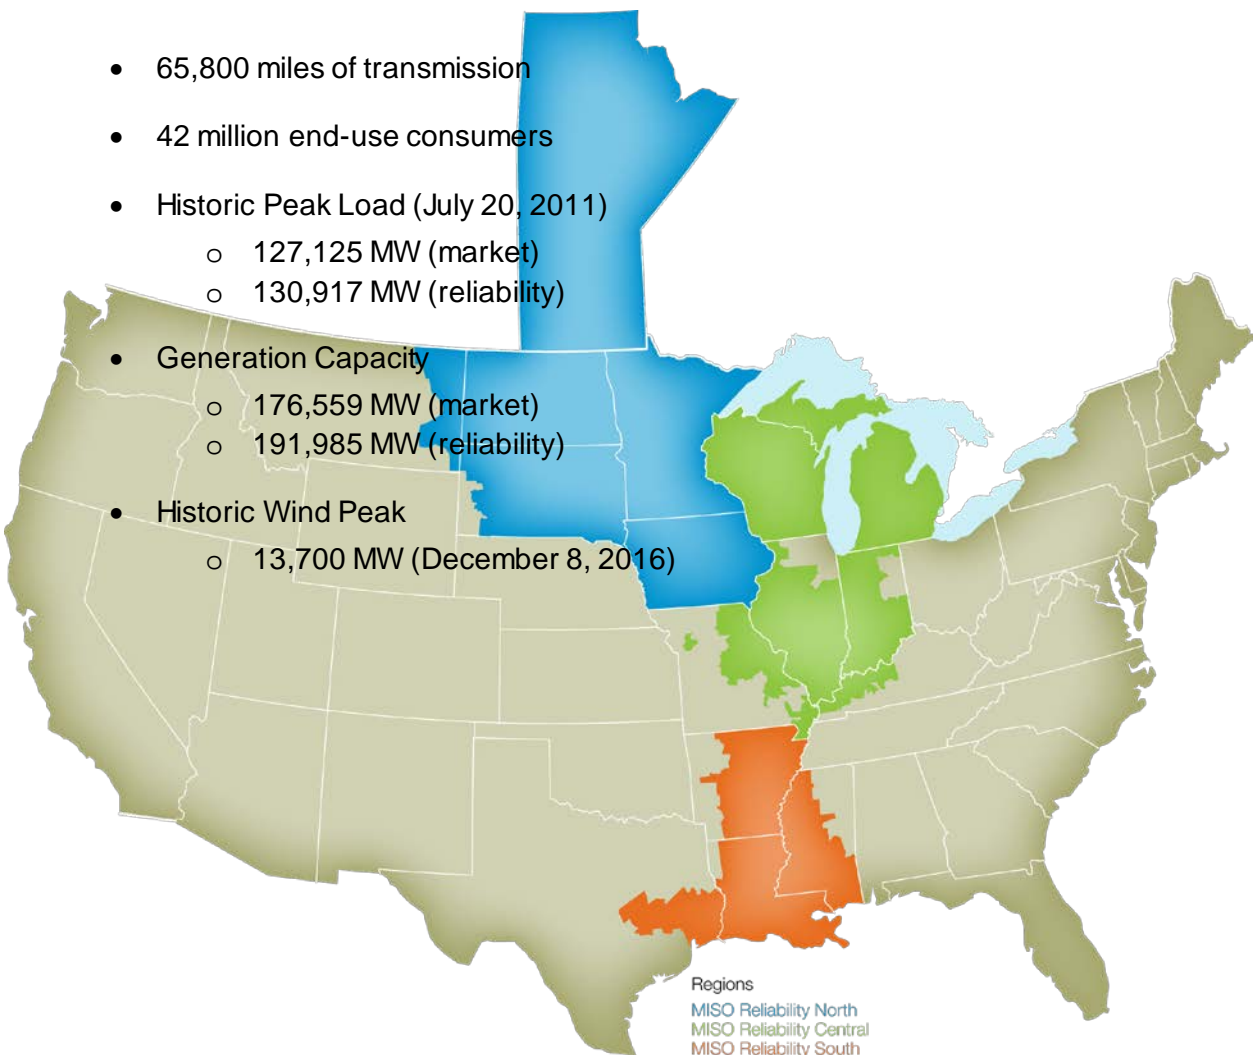 • 65,800 miles of transmission
• 42 million end-use consumers
• Historic Peak Load (July 20, 2011)
o 127,125 MW (market)
o 130,917 MW (reliability)
• Generation Capacity
o 176,559 MW (market)
o 191,985 MW (reliability)
• Historic Wind Peak
o 13,700 MW (December 8, 2016)
Regions
MISO Reliability North
MISO Reliability Central
MISO Reliability South